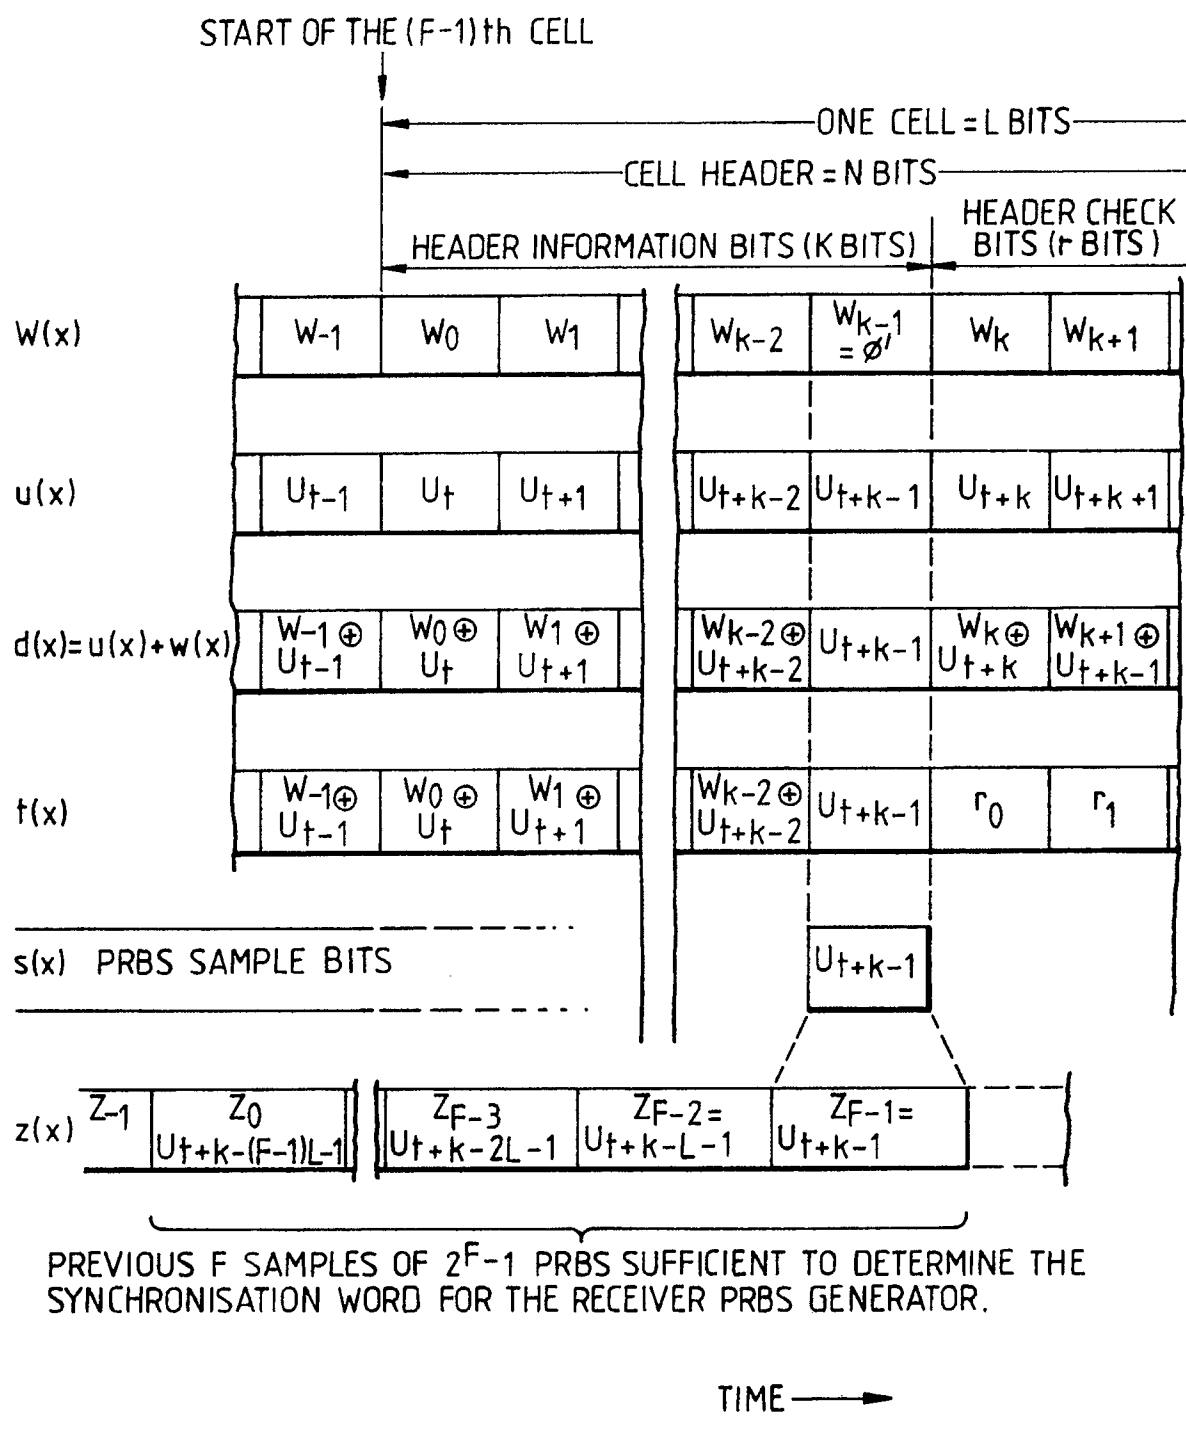 START OF THE (F-1)th CELL
ONE CELL = L BITS
CELL HEADER = N BITS
HEADER INFORMATION BITS (K BITS)
HEADER CHECK
BITS (r BITS)
W(x) W-1 W0 W1 Wk-2 Wk-1 Wk Wk+1
= ø'
u(x) Ut-1 Ut Ut+1 Ut+k-2 Ut+k-1 Ut+k Ut+k+1
d(x)=u(x)+w(x) W-1 ⊕ W0 ⊕ W1 ⊕ Wk-2 ⊕ Ut+k-1 Wk ⊕ Wk+1 ⊕
Ut-1 Ut Ut+1 Ut+k-2 Ut+k Ut+k-1
t(x) W-1 ⊕ W0 ⊕ W1 ⊕ Wk-2 ⊕ Ut+k-1 r0 r1
Ut-1 Ut Ut+1 Ut+k-2
s(x) PRBS SAMPLE BITS Ut+k-1
z(x) Z-1 Z0 ZF-3 ZF-2= ZF-1=
Ut+k-(F-1)L-1 Ut+k-2L-1 Ut+k-L-1 Ut+k-1
PREVIOUS F SAMPLES OF 2F-1 PRBS SUFFICIENT TO DETERMINE THE
SYNCHRONISATION WORD FOR THE RECEIVER PRBS GENERATOR.
TIME